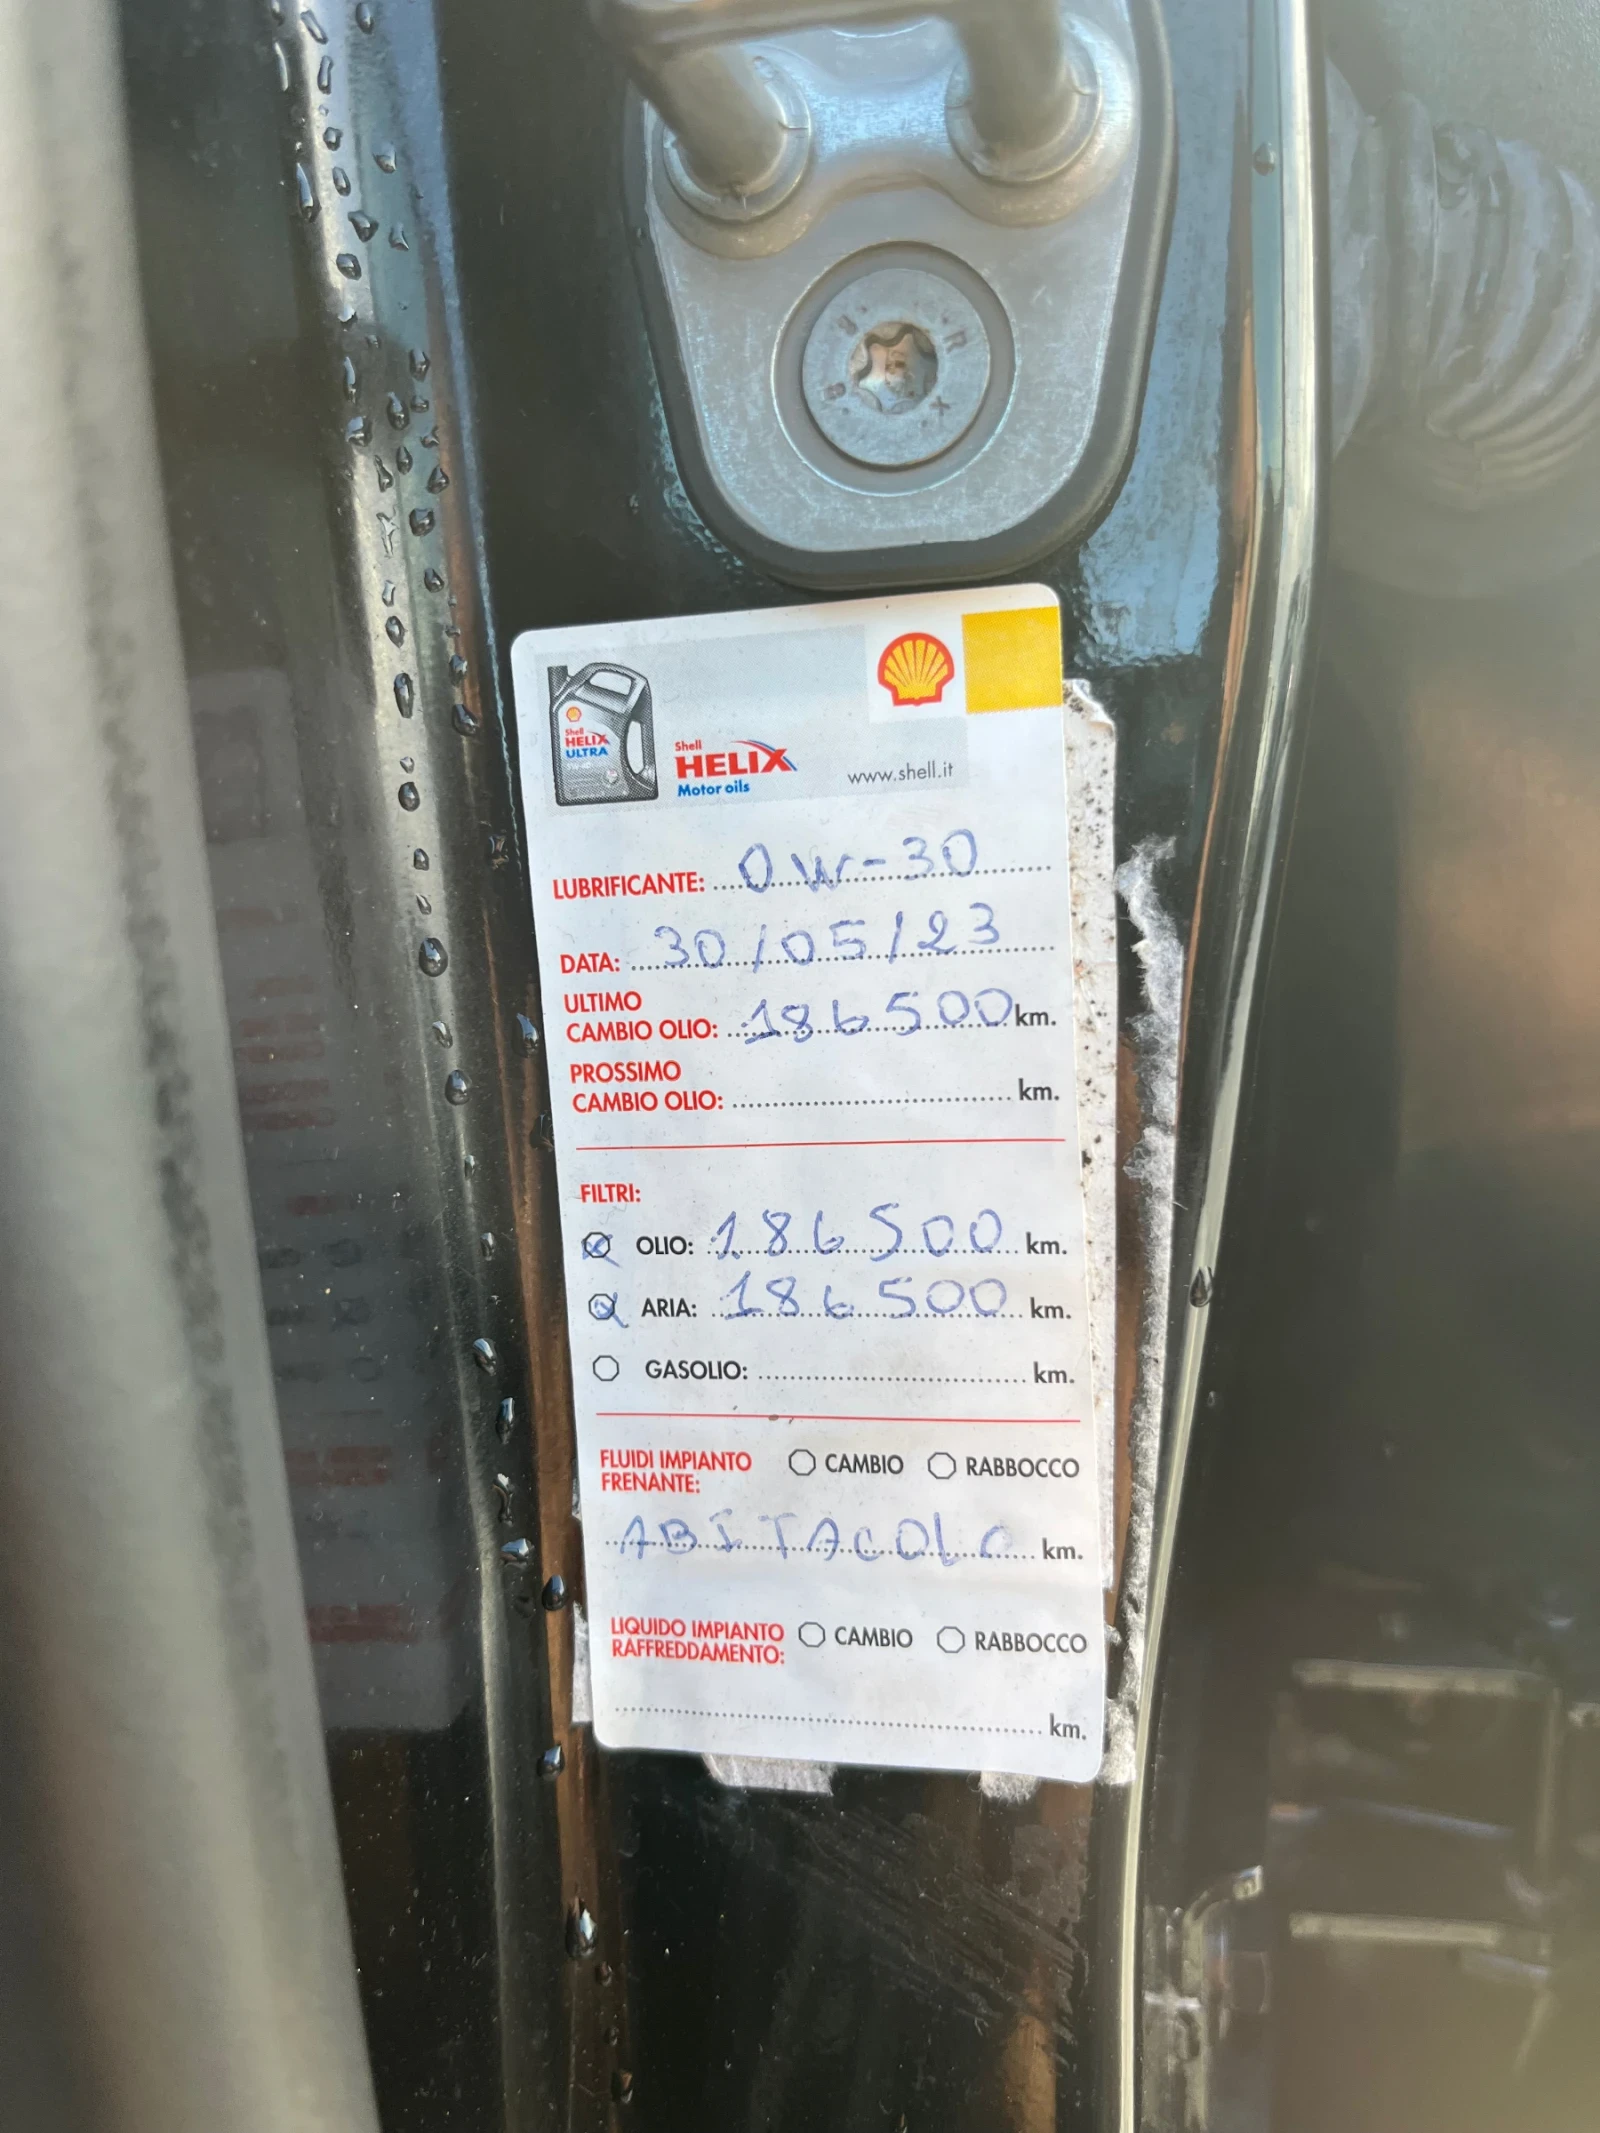 Shell
HELIX
ULTRA
Shell
HELIX
Motor oils
www.shell.it
LUBRIFICANTE: 0W-30
DATA: 30/05/23
ULTIMO
CAMBIO OLIO: 186500 km.
PROSSIMO
CAMBIO OLIO: km.
FILTRI:
OLIO: 186500 km.
ARIA: 186500 km.
GASOLIO: km.
FLUIDI IMPIANTO
FRENANTE: CAMBIO RABBOCCO
ABITACOLO km.
LIQUIDO IMPIANTO
RAFFREDDAMENTO: CAMBIO RABBOCCO
km.